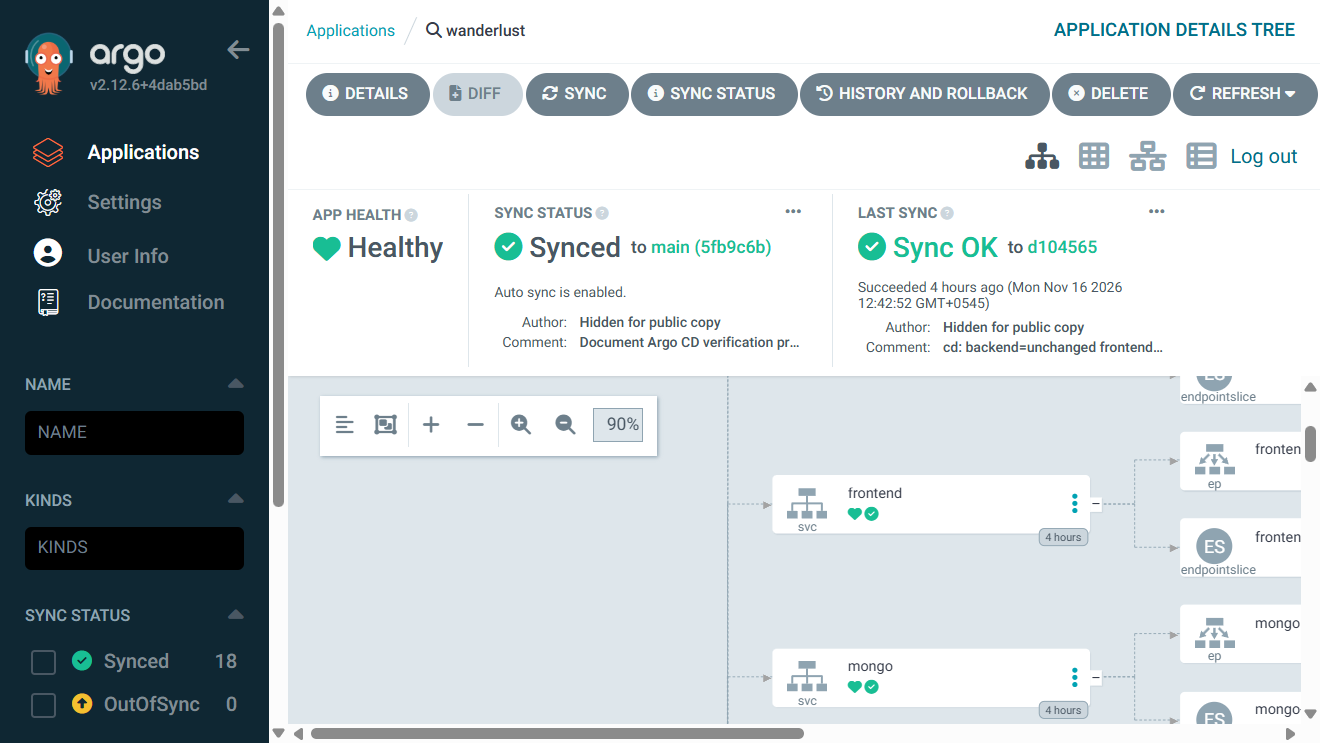 argo
v2.12.6+4dab5bd
Applications
Settings
User Info
Documentation
NAME
NAME
KINDS
KINDS
SYNC STATUS
Synced 18
OutOfSync 0
Applications / wanderlust
APPLICATION DETAILS TREE
DETAILS DIFF SYNC SYNC STATUS HISTORY AND ROLLBACK DELETE REFRESH
Log out
APP HEALTH
Healthy
SYNC STATUS
Synced to main (5fb9c6b)
Auto sync is enabled.
Author: Hidden for public copy
Comment: Document Argo CD verification pr...
LAST SYNC
Sync OK to d104565
Succeeded 4 hours ago (Mon Nov 16 2026
12:42:52 GMT+0545)
Author: Hidden for public copy
Comment: cd: backend=unchanged frontend...
90%
ES
endpointslice
frontend
svc
4 hours
fronten
ep
fronten
ES
endpointslice
mongo
svc
4 hours
mongo
ep
mongo
ES